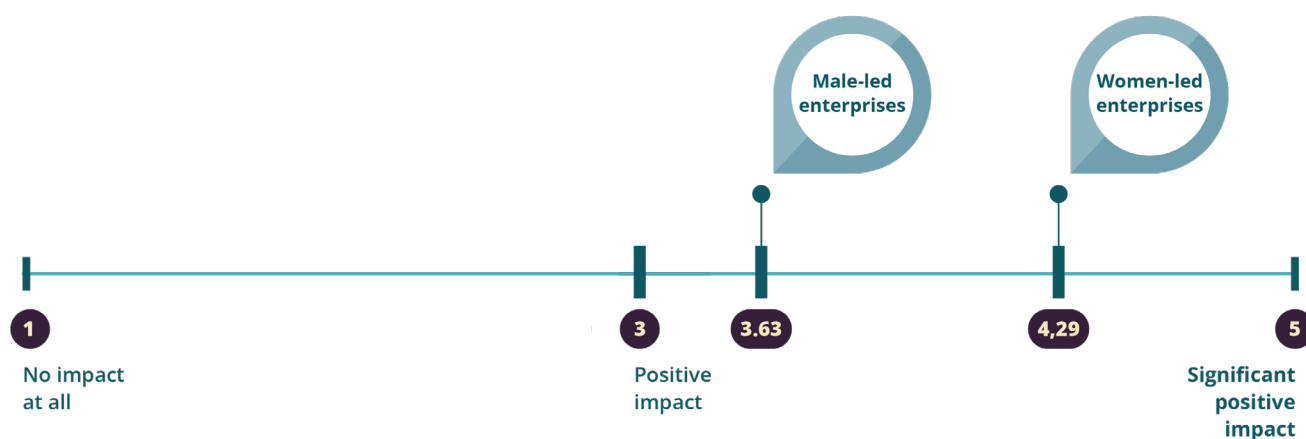 Male-led
enterprises
Women-led
enterprises
1
3
3.63
4,29
5
No impact
at all
Positive
impact
Significant
positive
impact